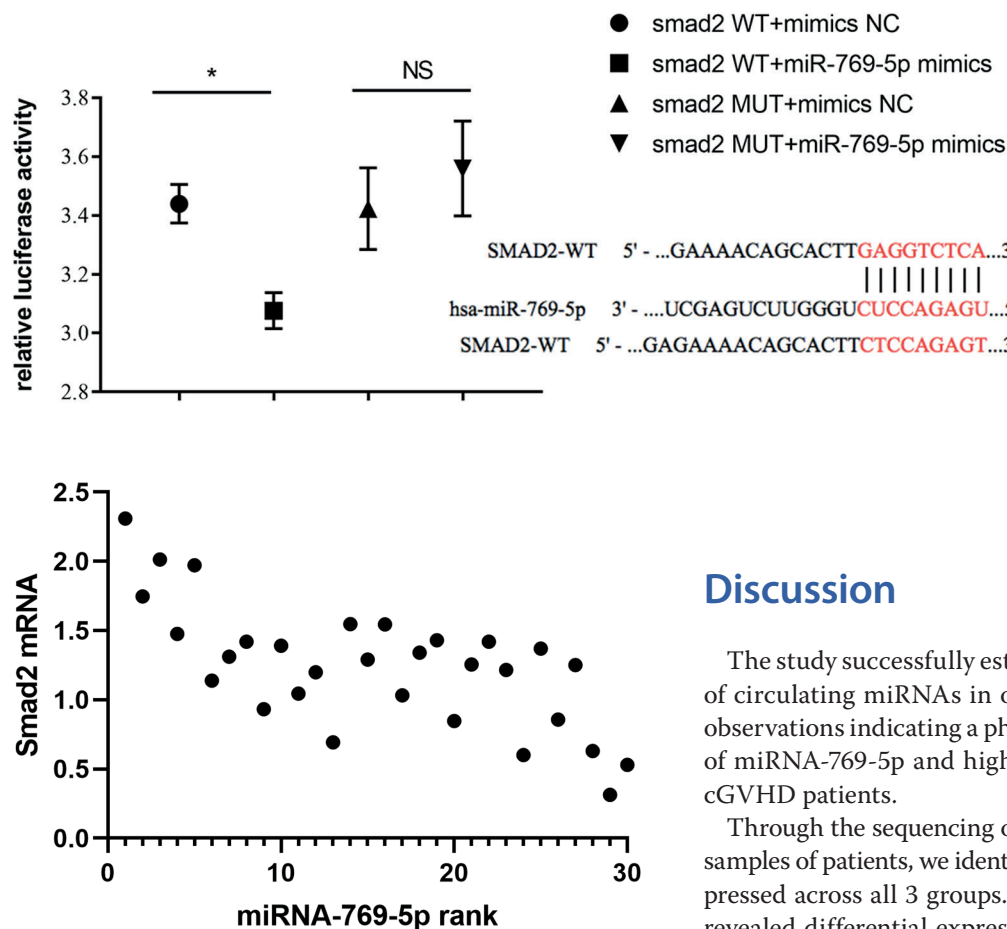 smad2 WT+mimics NC
smad2 WT+miR-769-5p mimics
smad2 MUT+mimics NC
smad2 MUT+miR-769-5p mimics
*
NS
relative luciferase activity
3.8
3.6
3.4
3.2
3.0
2.8
SMAD2-WT 5' - ...GAAAACAGCACTTGAGGTCTCA...3
hsa-miR-769-5p 3' - ....UCGAGUCUUGGGUCUCCAGAGU...
SMAD2-WT 5' - ...GAGAAAACAGCACTTCTCCAGAGT...3
Smad2 mRNA
2.5
2.0
1.5
1.0
0.5
0.0
0 10 20 30
miRNA-769-5p rank
Discussion
The study successfully est
of circulating miRNAs in
observations indicating a ph
of miRNA-769-5p and high
cGVHD patients.
Through the sequencing
samples of patients, we ident
pressed across all 3 groups.
revealed differential expres